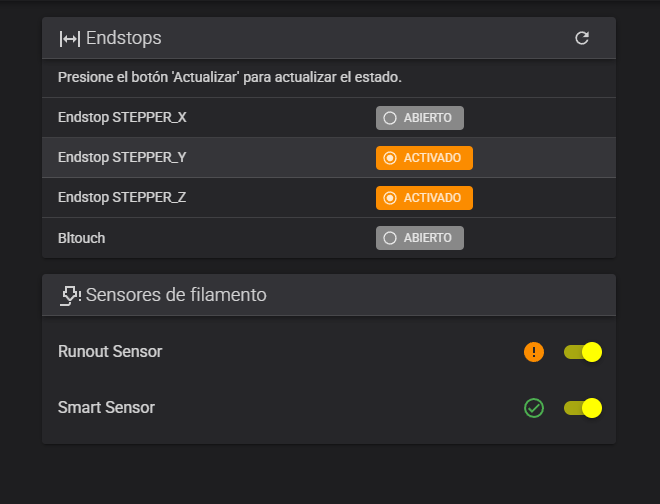 Endstops
Presione el botón 'Actualizar' para actualizar el estado.
Endstop STEPPER_X ABIERTO
Endstop STEPPER_Y ACTIVADO
Endstop STEPPER_Z ACTIVADO
Bltouch ABIERTO
Sensores de filamento
Runout Sensor
Smart Sensor